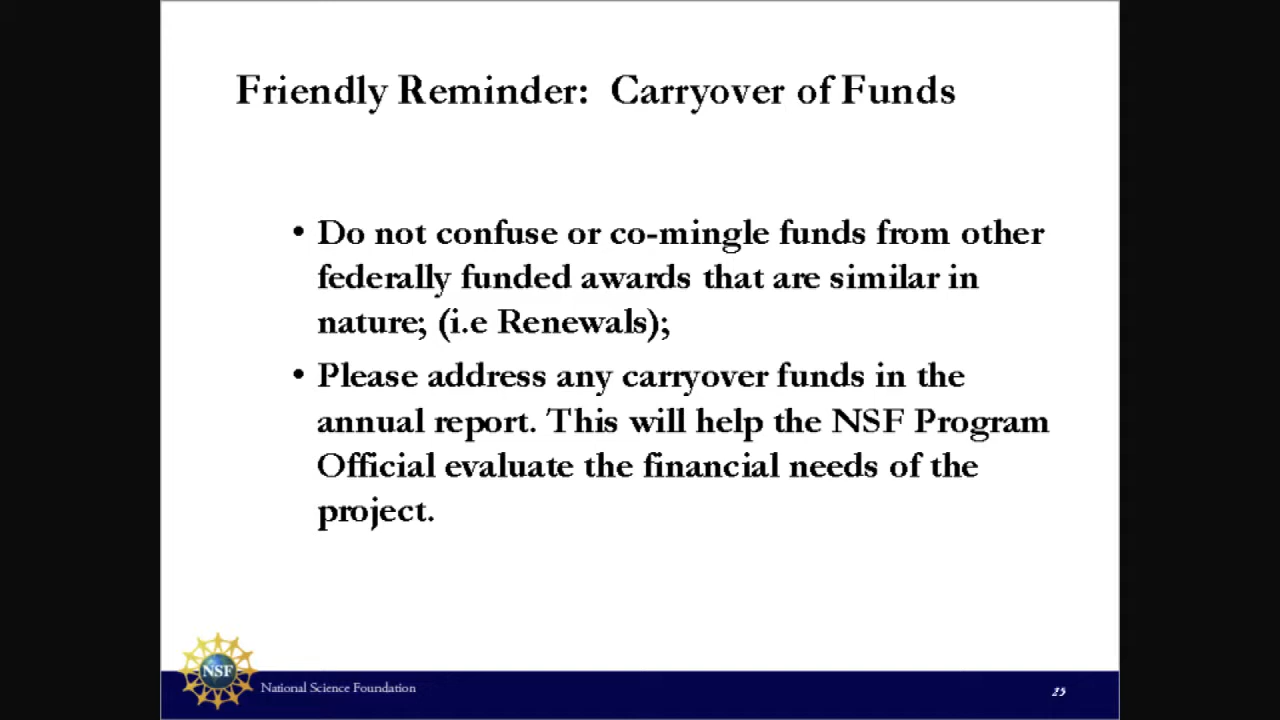 Friendly Reminder: Carryover of Funds
• Do not confuse or co-mingle funds from other
federally funded awards that are similar in
nature; (i.e Renewals);
• Please address any carryover funds in the
annual report. This will help the NSF Program
Official evaluate the financial needs of the
project.
NSF
National Science Foundation
25